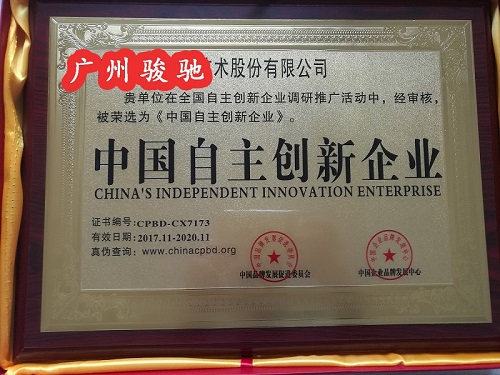 广州骏驰术股份有限公司
贵单位在全国自主创新企业调研推广活动中，经审核，
被荣选为《中国自主创新企业》。
中国自主创新企业
CHINA'S INDEPENDENT INNOVATION ENTERPRISE
证书编号：CPBD-CX7173
有效日期：2017.11-2020.11
真伪查询：www.chinacpbd.org
中国品牌发展促进委员会
中国企业品牌发展中心